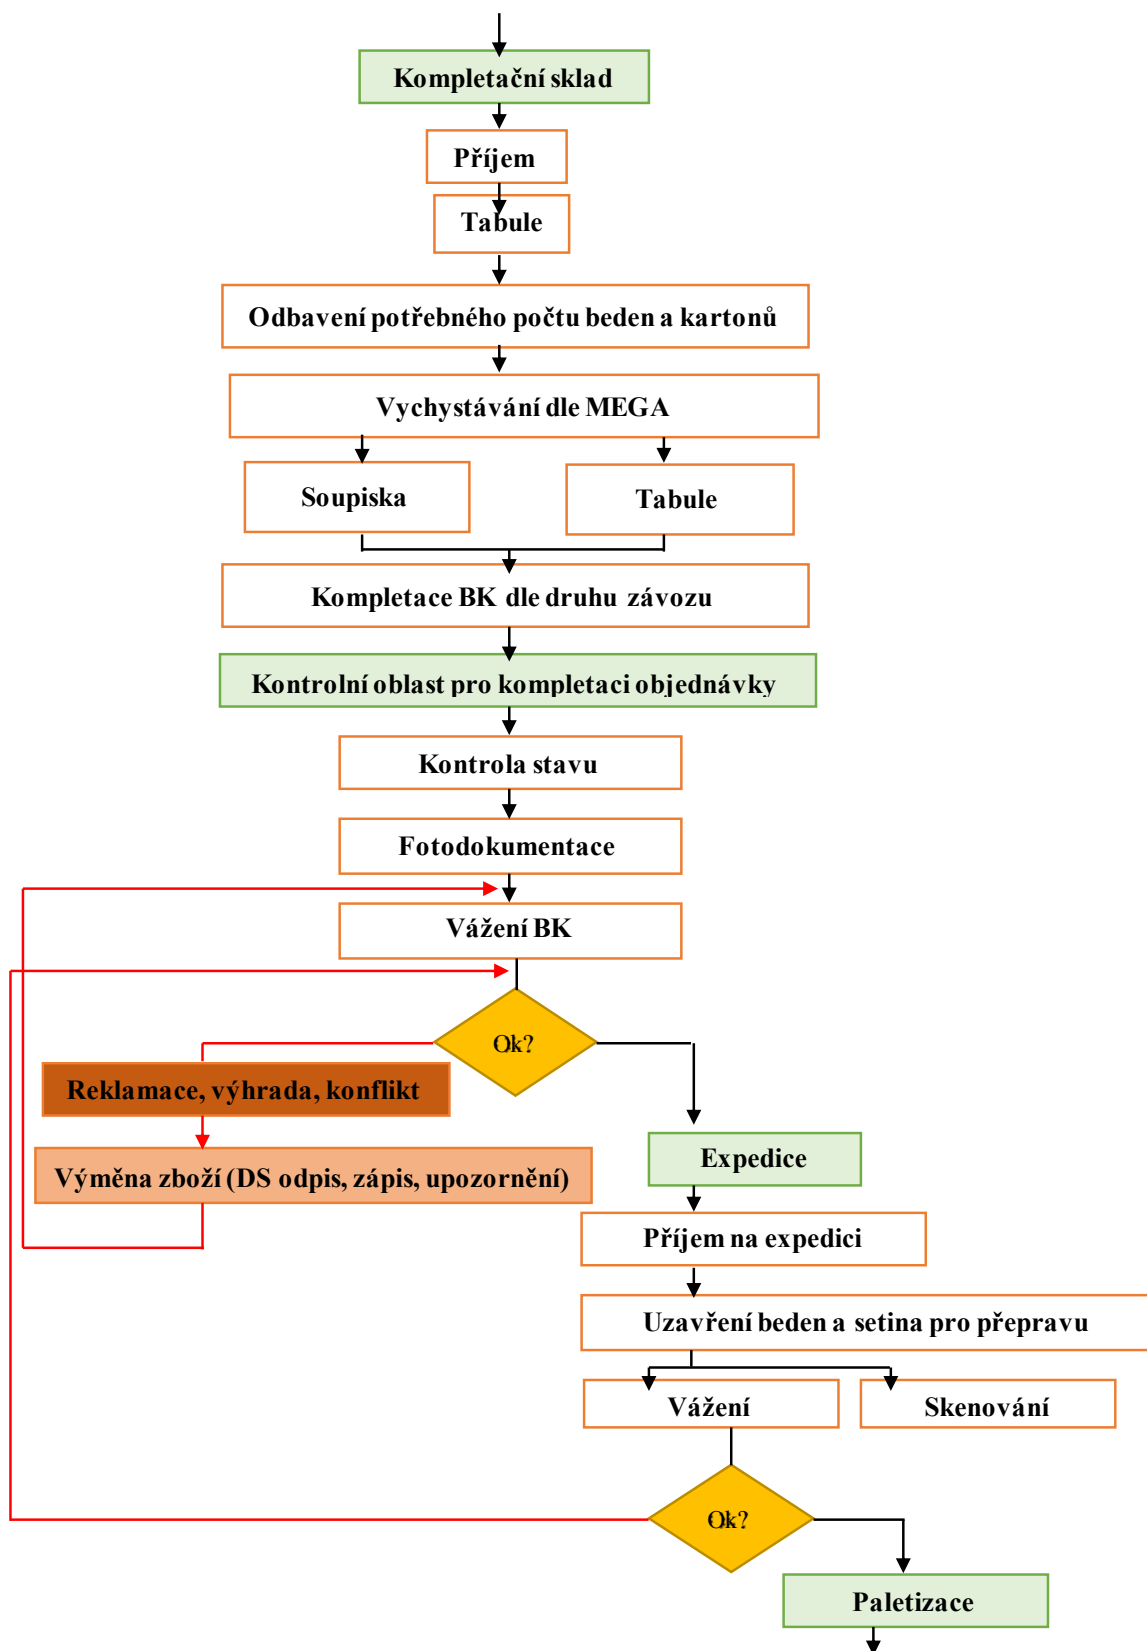 Kompletační sklad
Příjem
Tabule
Odbavení potřebného počtu beden a kartonů
Vychystávání dle MEGA
Soupiska
Tabule
Kompletace BK dle druhu závozu
Kontrolní oblast pro kompletaci objednávky
Kontrola stavu
Fotodokumentace
Vážení BK
Ok?
Reklamace, výhrada, konflikt
Výměna zboží (DS odpis, zápis, upozornění)
Expedice
Příjem na expedici
Uzavření beden a setina pro přepravu
Vážení
Skenování
Ok?
Paletizace